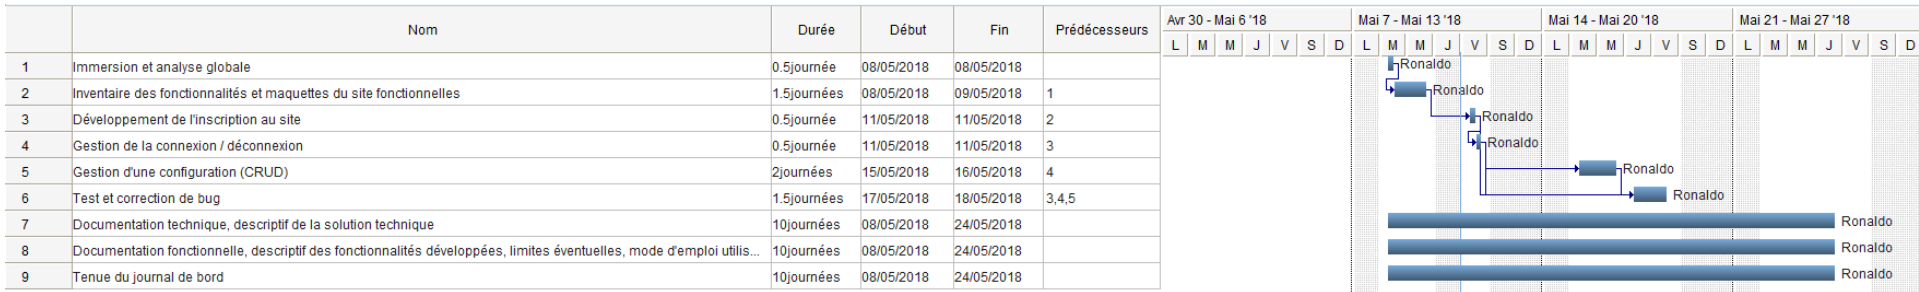 Nom Durée Début Fin Prédécesseurs
Avr 30 - Mai 6 '18 Mai 7 - Mai 13 '18 Mai 14 - Mai 20 '18 Mai 21 - Mai 27 '18
L M M J V S D L M M J V S D L M M J V S D L M M J V S D
1 Immersion et analyse globale 0.5journée 08/05/2018 08/05/2018 Ronaldo
2 Inventaire des fonctionnalités et maquettes du site fonctionnelles 1.5journées 08/05/2018 09/05/2018 1 Ronaldo
3 Développement de l'inscription au site 0.5journée 11/05/2018 11/05/2018 2 Ronaldo
4 Gestion de la connexion / déconnexion 0.5journée 11/05/2018 11/05/2018 3 Ronaldo
5 Gestion d'une configuration (CRUD) 2journées 15/05/2018 16/05/2018 4 Ronaldo
6 Test et correction de bug 1.5journées 17/05/2018 18/05/2018 3,4,5 Ronaldo
7 Documentation technique, descriptif de la solution technique 10journées 08/05/2018 24/05/2018 Ronaldo
8 Documentation fonctionnelle, descriptif des fonctionnalités développées, limites éventuelles, mode d'emploi utilis... 10journées 08/05/2018 24/05/2018 Ronaldo
9 Tenue du journal de bord 10journées 08/05/2018 24/05/2018 Ronaldo